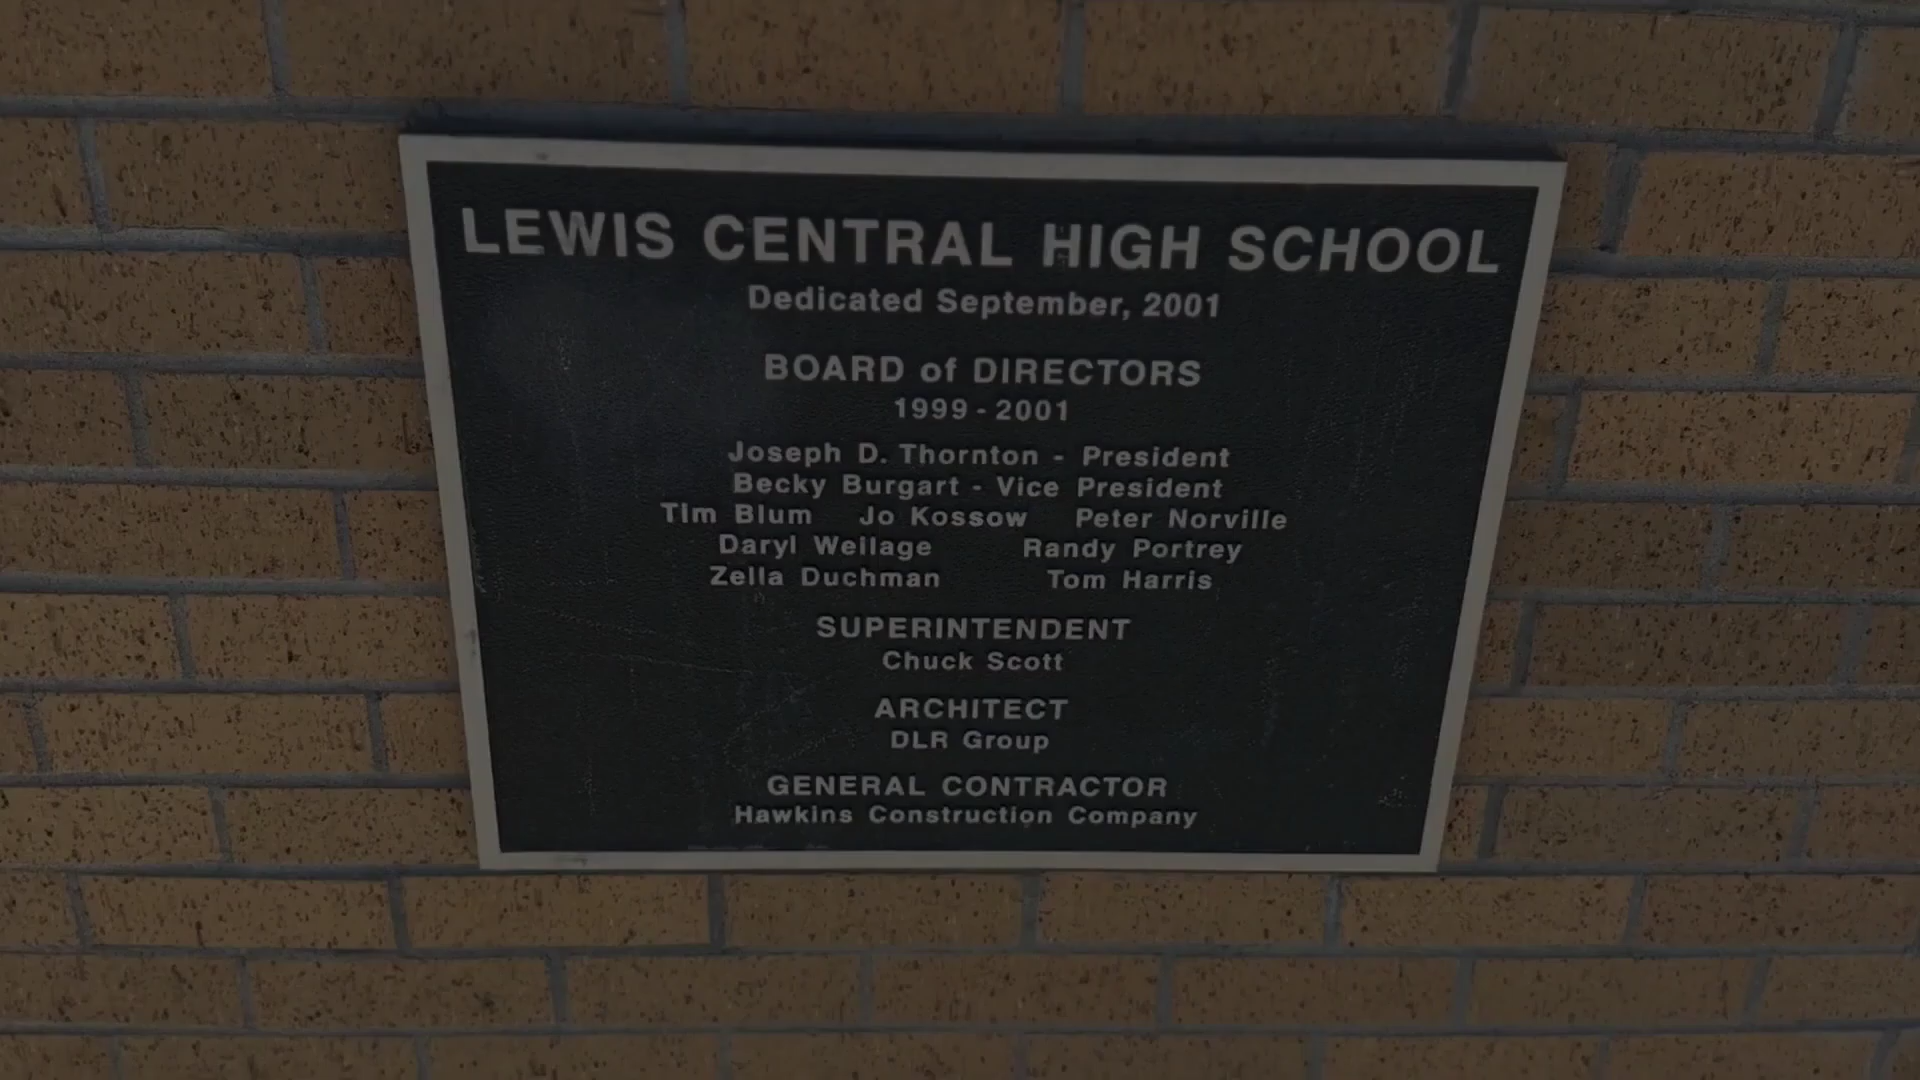 LEWIS CENTRAL HIGH SCHOOL
Dedicated September, 2001
BOARD of DIRECTORS
1999 - 2001
Joseph D. Thornton - President
Becky Burgart - Vice President
Tim Blum Jo Kossow Peter Norville
Daryl Weilage Randy Portrey
Zella Duchman Tom Harris
SUPERINTENDENT
Chuck Scott
ARCHITECT
DLR Group
GENERAL CONTRACTOR
Hawkins Construction Company